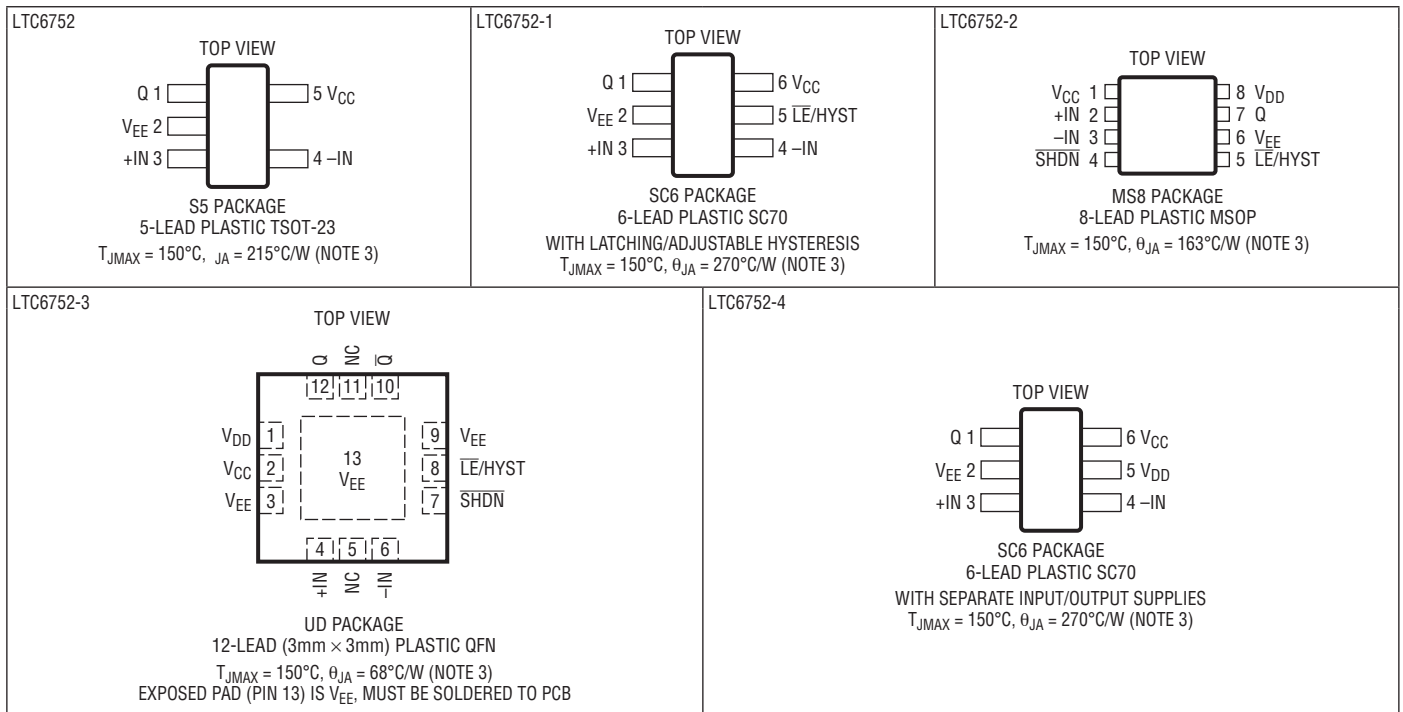 LTC6752
TOP VIEW
Q 1
5 VCC
VEE 2
+IN 3
4 –IN
S5 PACKAGE
5-LEAD PLASTIC TSOT-23
TJMAX = 150°C, JA = 215°C/W (NOTE 3)
LTC6752-1
TOP VIEW
Q 1
6 VCC
VEE 2
5 L̅E̅/HYST
+IN 3
4 –IN
SC6 PACKAGE
6-LEAD PLASTIC SC70
WITH LATCHING/ADJUSTABLE HYSTERESIS
TJMAX = 150°C, θJA = 270°C/W (NOTE 3)
LTC6752-2
TOP VIEW
VCC 1
8 VDD
+IN 2
7 Q
–IN 3
6 VEE
S̅H̅D̅N̅ 4
5 L̅E̅/HYST
MS8 PACKAGE
8-LEAD PLASTIC MSOP
TJMAX = 150°C, θJA = 163°C/W (NOTE 3)
LTC6752-3
TOP VIEW
Q NC Q̅
12 11 10
VDD 1
9 VEE
VCC 2
13
VEE
8 L̅E̅/HYST
VEE 3
7 S̅H̅D̅N̅
4 5 6
+IN NC –IN
UD PACKAGE
12-LEAD (3mm × 3mm) PLASTIC QFN
TJMAX = 150°C, θJA = 68°C/W (NOTE 3)
EXPOSED PAD (PIN 13) IS VEE, MUST BE SOLDERED TO PCB
LTC6752-4
TOP VIEW
Q 1
6 VCC
VEE 2
5 VDD
+IN 3
4 –IN
SC6 PACKAGE
6-LEAD PLASTIC SC70
WITH SEPARATE INPUT/OUTPUT SUPPLIES
TJMAX = 150°C, θJA = 270°C/W (NOTE 3)